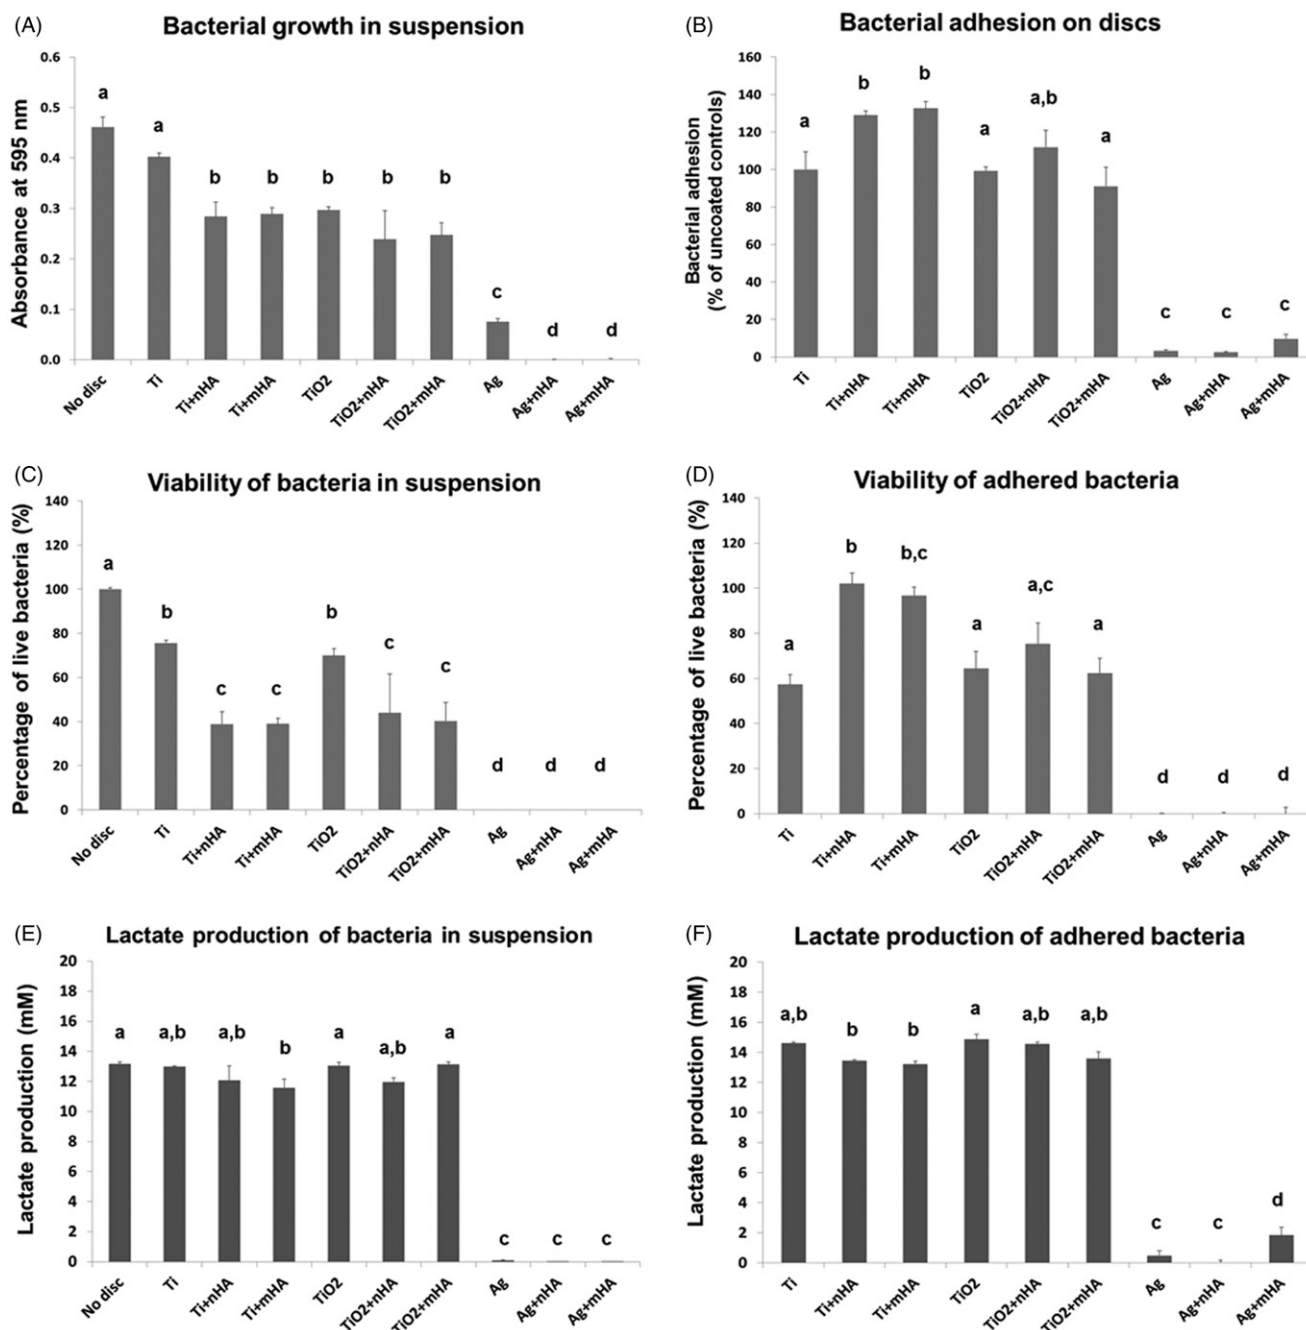 (A)
Bacterial growth in suspension
Absorbance at 595 nm
0.6
0.5
0.4
0.3
0.2
0.1
0.0
a
a
b
b
b
b
b
c
d
d
No disc
Ti
Ti+nHA
Ti+mHA
TiO2
TiO2+nHA
TiO2+mHA
Ag
Ag+nHA
Ag+mHA
(B)
Bacterial adhesion on discs
Bacterial adhesion
(% of uncoated controls)
160
140
120
100
80
60
40
20
0
a
b
b
a
a,b
a
c
c
c
Ti
Ti+nHA
Ti+mHA
TiO2
TiO2+nHA
TiO2+mHA
Ag
Ag+nHA
Ag+mHA
(C)
Viability of bacteria in suspension
Percentage of live bacteria (%)
140
120
100
80
60
40
20
0
a
b
c
c
b
c
c
d
d
d
No disc
Ti
Ti+nHA
Ti+mHA
TiO2
TiO2+nHA
TiO2+mHA
Ag
Ag+nHA
Ag+mHA
(D)
Viability of adhered bacteria
Percentage of live bacteria (%)
140
120
100
80
60
40
20
0
a
b
b,c
a
a,c
a
d
d
d
Ti
Ti+nHA
Ti+mHA
TiO2
TiO2+nHA
TiO2+mHA
Ag
Ag+nHA
Ag+mHA
(E)
Lactate production of bacteria in suspension
Lactate production (mM)
20
18
16
14
12
10
8
6
4
2
0
a
a,b
a,b
b
a
a,b
a
c
c
c
No disc
Ti
Ti+nHA
Ti+mHA
TiO2
TiO2+nHA
TiO2+mHA
Ag
Ag+nHA
Ag+mHA
(F)
Lactate production of adhered bacteria
Lactate production (mM)
20
18
16
14
12
10
8
6
4
2
0
a,b
b
b
a
a,b
a,b
c
c
d
Ti
Ti+nHA
Ti+mHA
TiO2
TiO2+nHA
TiO2+mHA
Ag
Ag+nHA
Ag+mHA